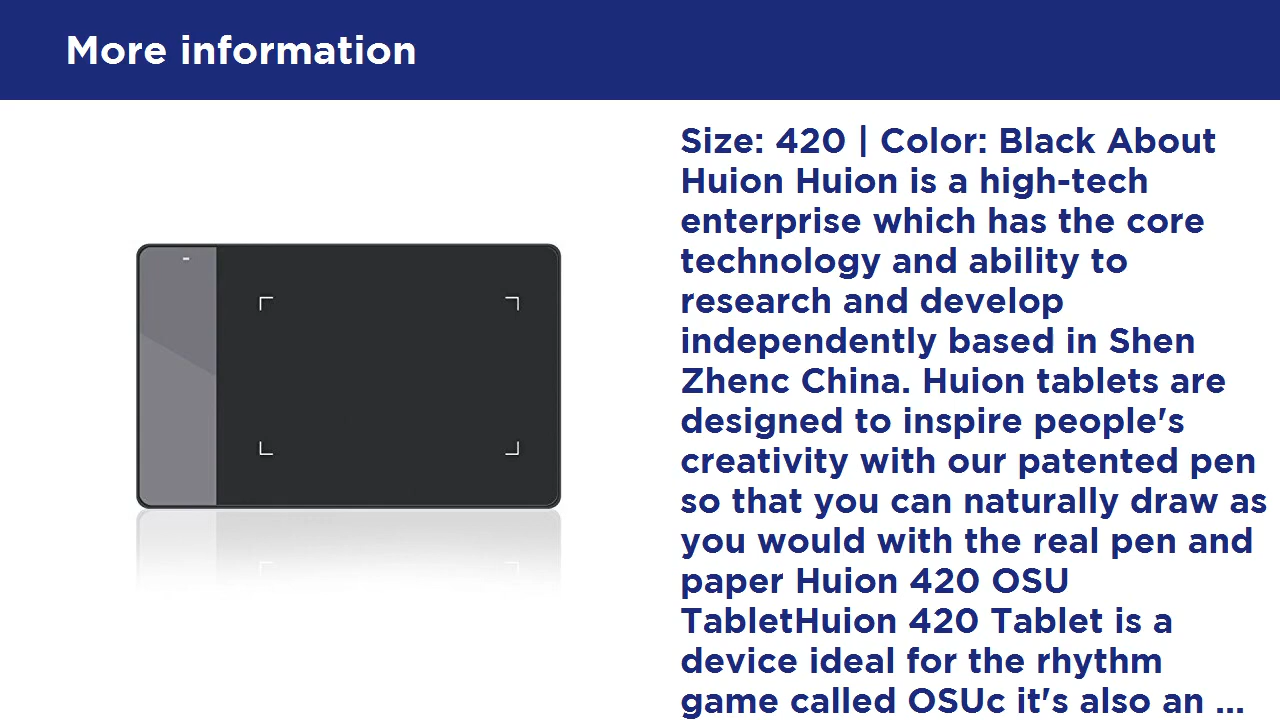 More information
Size: 420 | Color: Black About
Huion Huion is a high-tech
enterprise which has the core
technology and ability to
research and develop
independently based in Shen
Zhenc China. Huion tablets are
designed to inspire people's
creativity with our patented pen
so that you can naturally draw as
you would with the real pen and
paper Huion 420 OSU
TabletHuion 420 Tablet is a
device ideal for the rhythm
game called OSUc it's also an ...